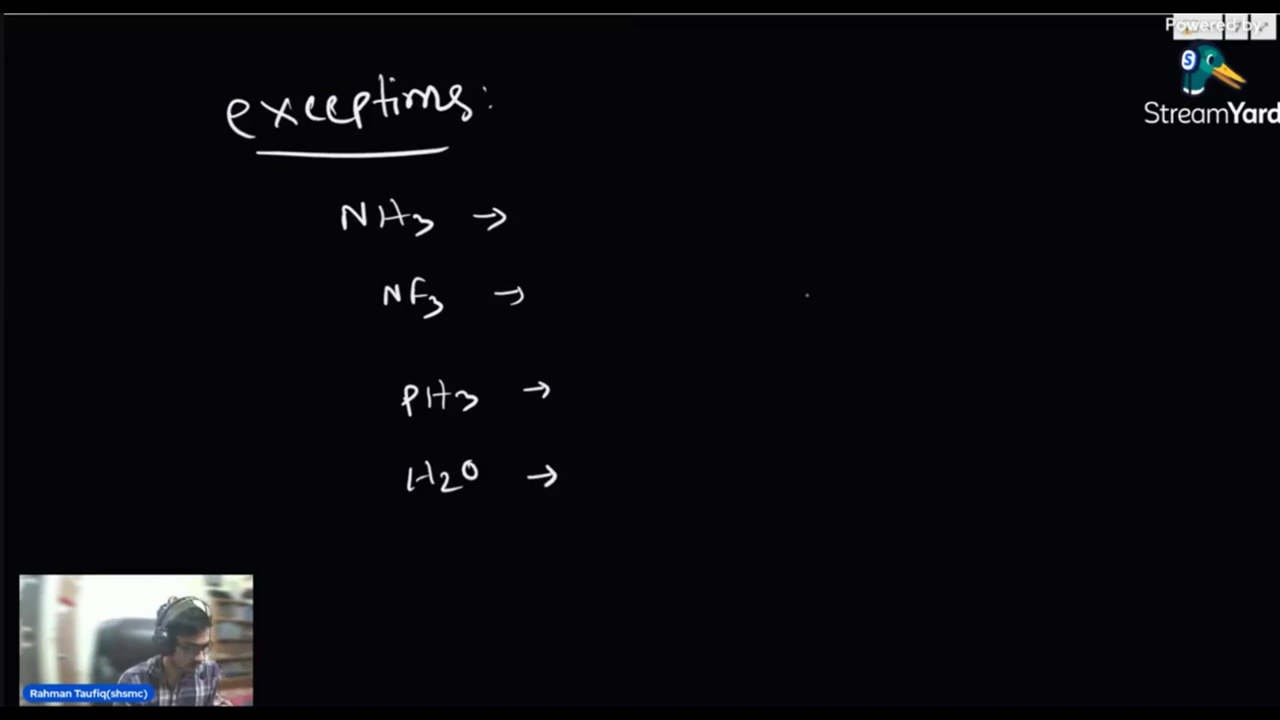 Powered by
StreamYard
exceptions:
NH3 →
NF3 →
PH3 →
H2O →
Rahman Taufiq(shsmc)